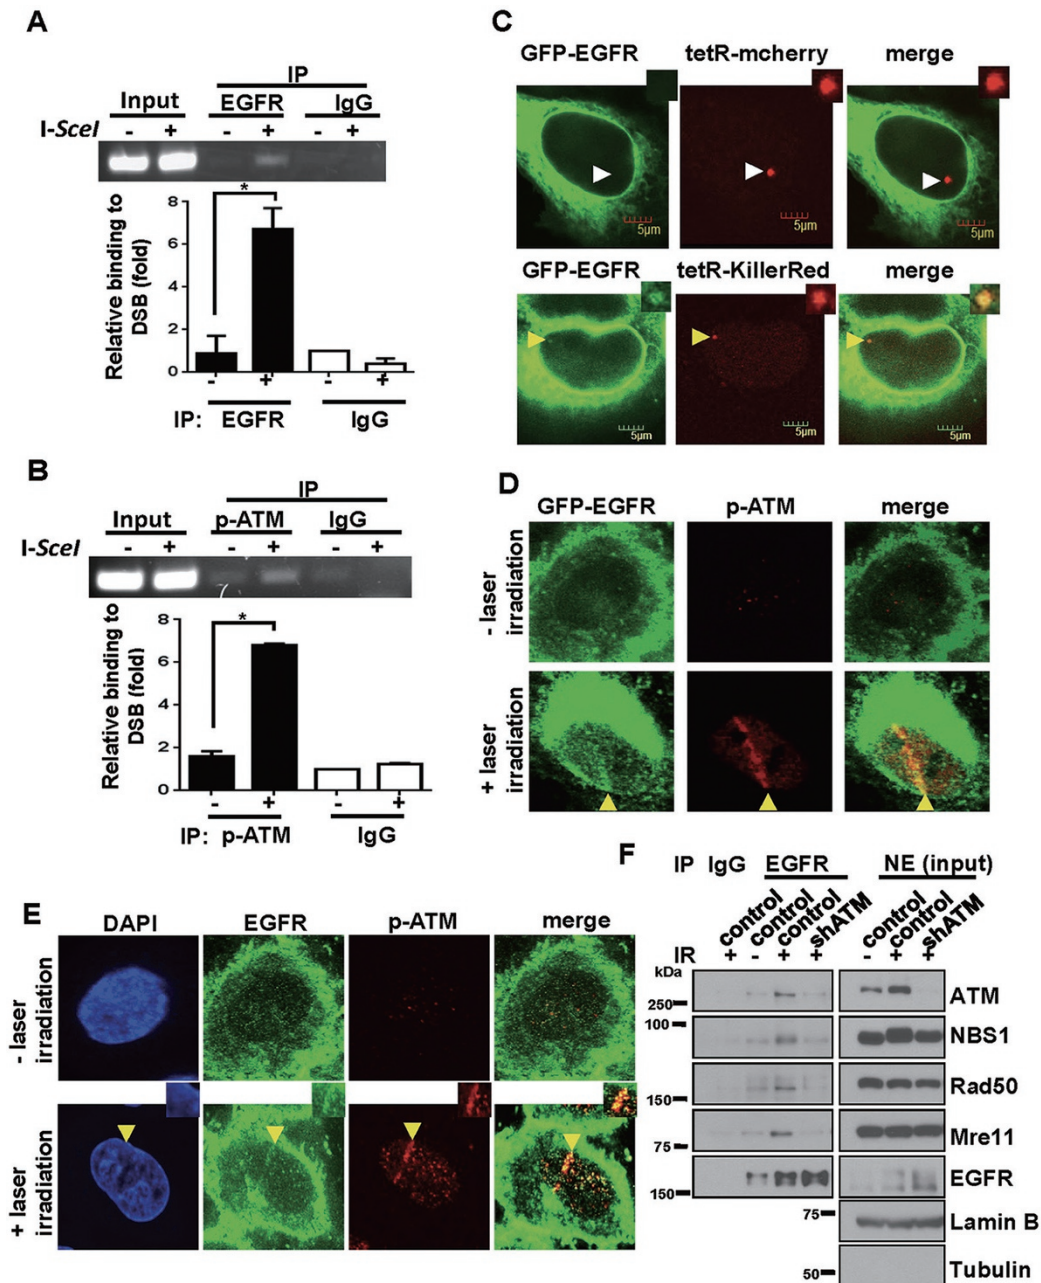 A
IP
Input EGFR IgG
I-SceI - + - + - +
Relative binding to
DSB (fold)
8
6
4
2
0
*
- + - +
IP: EGFR IgG
B
IP
Input p-ATM IgG
I-SceI - + - + - +
Relative binding to
DSB (fold)
8
6
4
2
0
*
- + - +
IP: p-ATM IgG
C
GFP-EGFR tetR-mcherry merge
5µm 5µm 5µm
GFP-EGFR tetR-KillerRed merge
5µm 5µm 5µm
D
GFP-EGFR p-ATM merge
- laser
irradiation
+ laser
irradiation
E
DAPI EGFR p-ATM merge
- laser
irradiation
+ laser
irradiation
F
IP IgG EGFR NE (input)
control control control shATM control control shATM
IR + - + + - + +
kDa
250 ATM
100 NBS1
150 Rad50
75 Mre11
150 EGFR
75 Lamin B
50 Tubulin